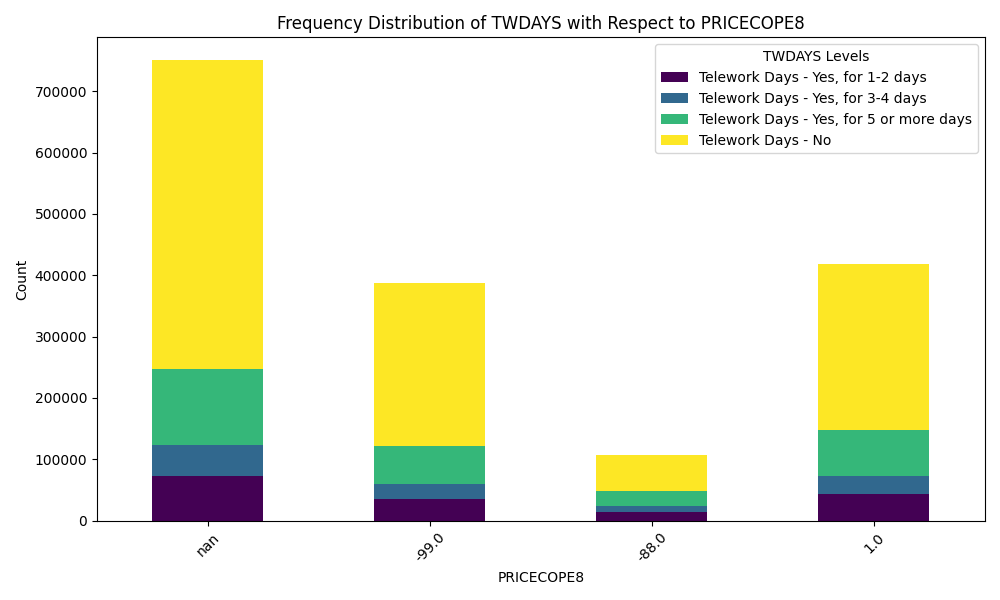 Frequency Distribution of TWDAYS with Respect to PRICECOPE8
TWDAYS Levels
Telework Days - Yes, for 1-2 days
Telework Days - Yes, for 3-4 days
Telework Days - Yes, for 5 or more days
Telework Days - No
Count
700000
600000
500000
400000
300000
200000
100000
0
nan
-99.0
-88.0
1.0
PRICECOPE8